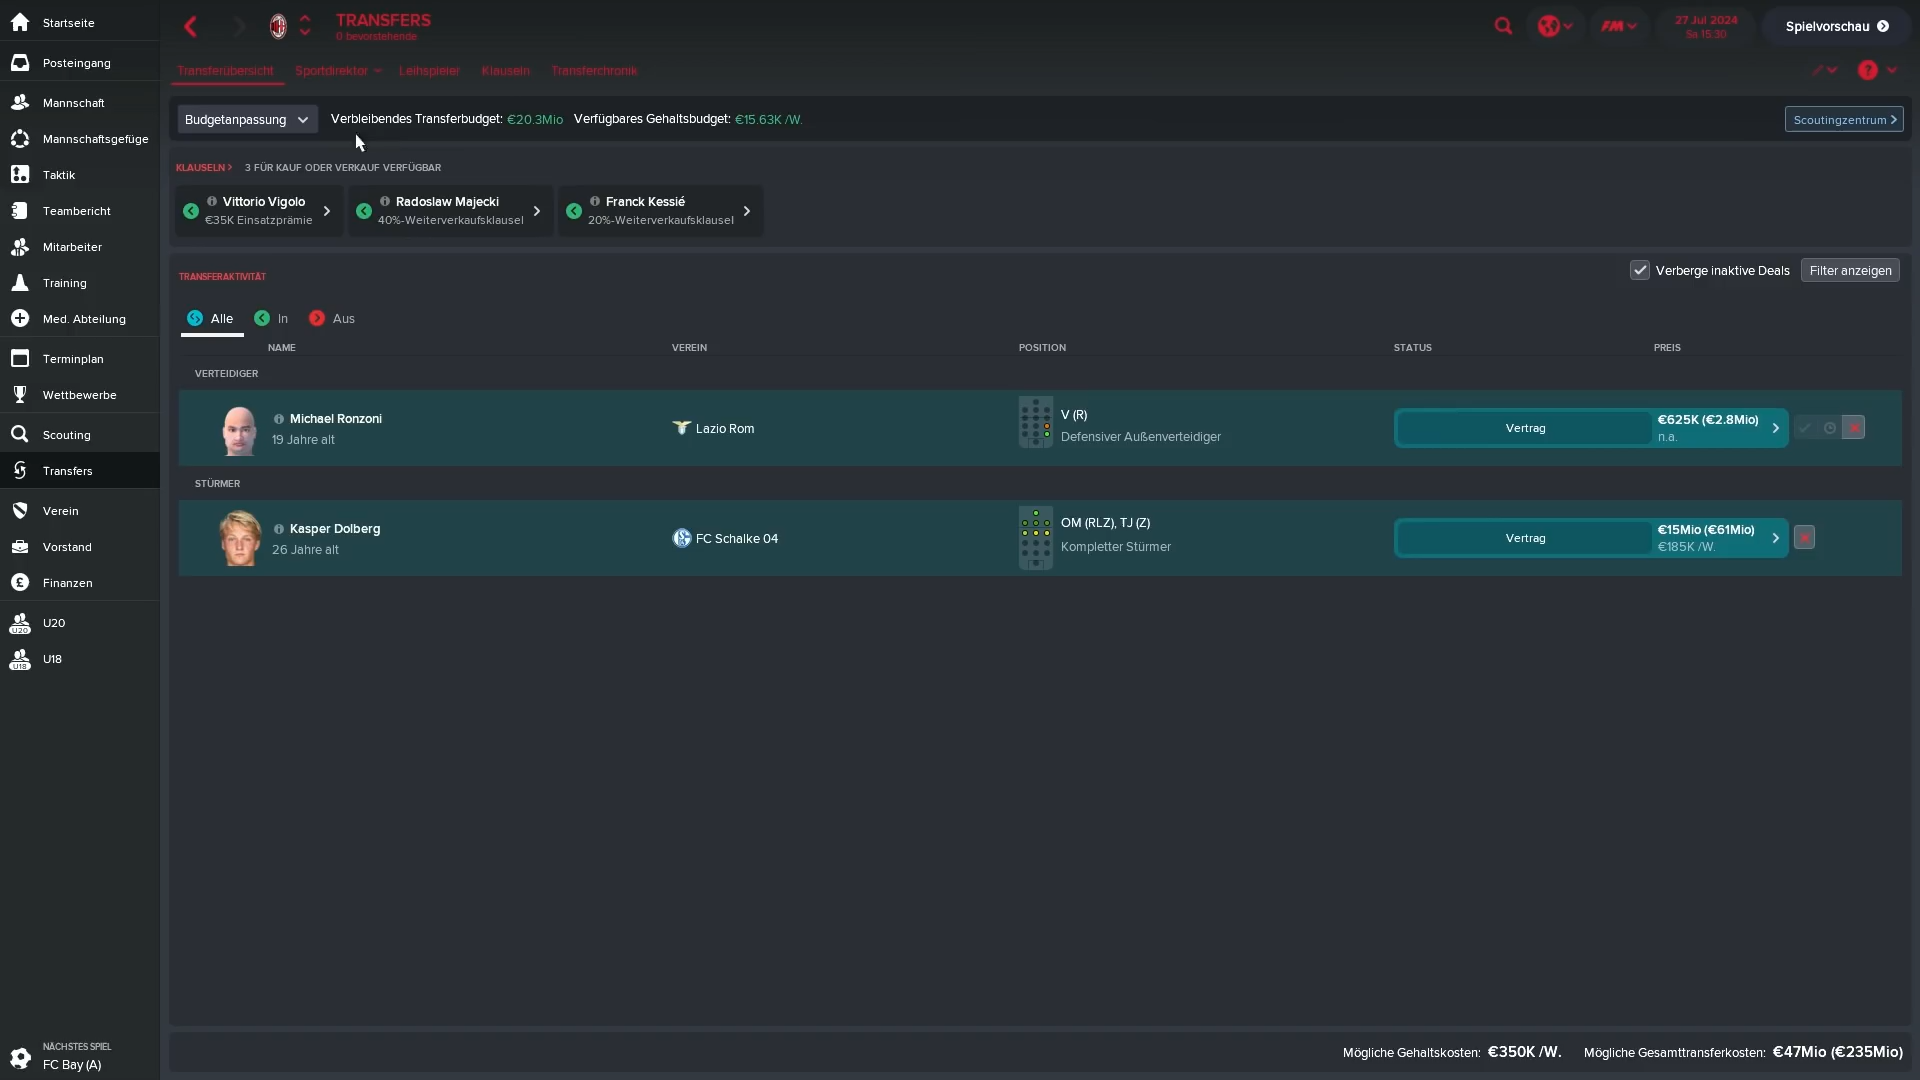 Startseite
Posteingang
Mannschaft
Mannschaftsgefüge
Taktik
Teambericht
Mitarbeiter
Training
Med. Abteilung
Terminplan
Wettbewerbe
Scouting
Transfers
Verein
Vorstand
Finanzen
U20
U20
U18
U18
NÄCHSTES SPIEL
FC Bay (A)
TRANSFERS
0 bevorstehende
FM
27 Jul 2024
Sa 15:30
Spielvorschau
Transferübersicht Sportdirektor Leihspieler Klauseln Transferchronik
Budgetanpassung Verbleibendes Transferbudget: €20.3Mio Verfügbares Gehaltsbudget: €15.63K /W.
Scoutingzentrum >
KLAUSELN > 3 FÜR KAUF ODER VERKAUF VERFÜGBAR
Vittorio Vigolo
€35K Einsatzprämie
Radoslaw Majecki
40%-Weiterverkaufsklausel
Franck Kessié
20%-Weiterverkaufsklausel
TRANSFERAKTIVITÄT
Verberge inaktive Deals
Filter anzeigen
Alle In Aus
NAME VEREIN POSITION STATUS PREIS
VERTEIDIGER
Michael Ronzoni
19 Jahre alt
Lazio Rom
V (R)
Defensiver Außenverteidiger
Vertrag
€625K (€2.8Mio)
n.a.
STÜRMER
Kasper Dolberg
26 Jahre alt
FC Schalke 04
OM (RLZ), TJ (Z)
Kompletter Stürmer
Vertrag
€15Mio (€61Mio)
€185K /W.
Mögliche Gehaltskosten: €350K /W. Mögliche Gesamttransferkosten: €47Mio (€235Mio)